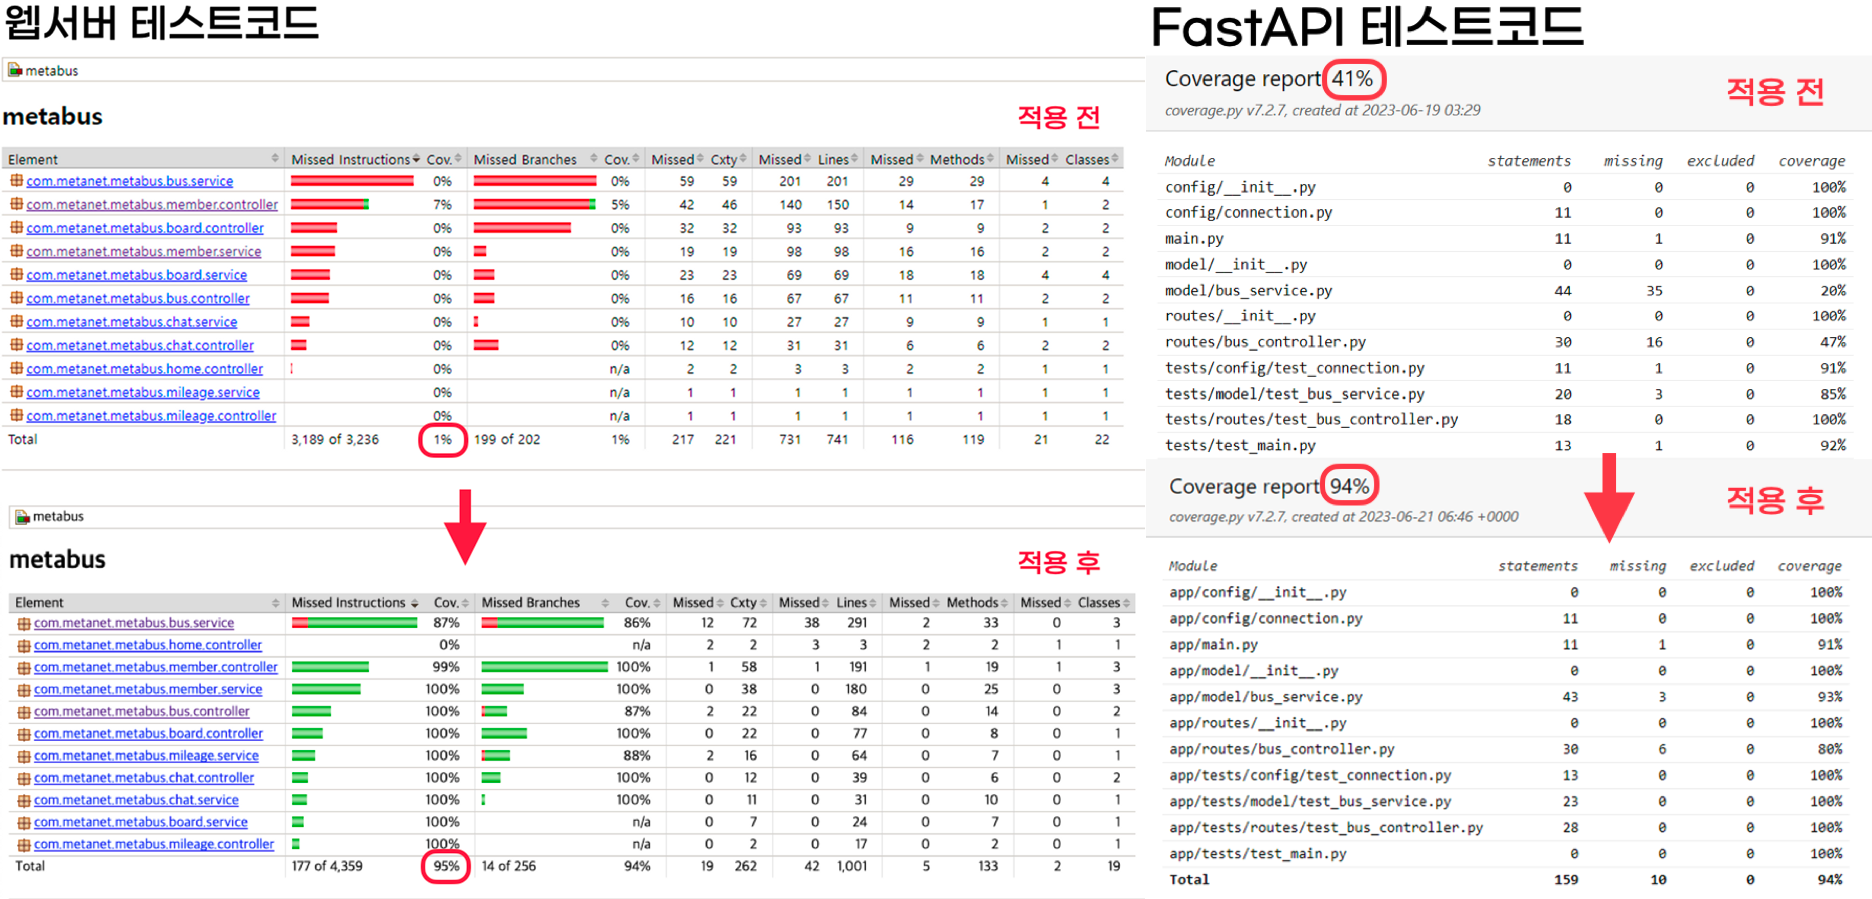 웹서버 테스트코드
metabus
metabus
적용 전
Element Missed Instructions Cov. Missed Branches Cov. Missed Cxty Missed Lines Missed Methods Missed Classes
com.metanet.metabus.bus.service 0% 0% 59 59 201 201 29 29 4 4
com.metanet.metabus.member.controller 7% 5% 42 46 140 150 14 17 1 2
com.metanet.metabus.board.controller 0% 0% 32 32 93 93 9 9 2 2
com.metanet.metabus.member.service 0% 0% 19 19 98 98 16 16 2 2
com.metanet.metabus.board.service 0% 0% 23 23 69 69 18 18 4 4
com.metanet.metabus.bus.controller 0% 0% 16 16 67 67 11 11 2 2
com.metanet.metabus.chat.service 0% 0% 10 10 27 27 9 9 1 1
com.metanet.metabus.chat.controller 0% 0% 12 12 31 31 6 6 2 2
com.metanet.metabus.home.controller 0% n/a 2 2 3 3 2 2 1 1
com.metanet.metabus.mileage.service 0% n/a 1 1 1 1 1 1 1 1
com.metanet.metabus.mileage.controller 0% n/a 1 1 1 1 1 1 1 1
Total 3,189 of 3,236 1% 199 of 202 1% 217 221 731 741 116 119 21 22
metabus
metabus
적용 후
Element Missed Instructions Cov. Missed Branches Cov. Missed Cxty Missed Lines Missed Methods Missed Classes
com.metanet.metabus.bus.service 87% 86% 12 72 38 291 2 33 0 3
com.metanet.metabus.home.controller 0% n/a 2 2 3 3 2 2 1 1
com.metanet.metabus.member.controller 99% 100% 1 58 1 191 1 19 1 3
com.metanet.metabus.member.service 100% 100% 0 38 0 180 0 25 0 3
com.metanet.metabus.bus.controller 100% 87% 2 22 0 84 0 14 0 2
com.metanet.metabus.board.controller 100% 100% 0 22 0 77 0 8 0 1
com.metanet.metabus.mileage.service 100% 88% 2 16 0 64 0 7 0 1
com.metanet.metabus.chat.controller 100% 100% 0 12 0 39 0 6 0 2
com.metanet.metabus.chat.service 100% 100% 0 11 0 31 0 10 0 1
com.metanet.metabus.board.service 100% n/a 0 7 0 24 0 7 0 1
com.metanet.metabus.mileage.controller 100% n/a 0 2 0 17 0 2 0 1
Total 177 of 4,359 95% 14 of 256 94% 19 262 42 1,001 5 133 2 19
FastAPI 테스트코드
Coverage report 41%
적용 전
coverage.py v7.2.7, created at 2023-06-19 03:29
Module statements missing excluded coverage
config/__init__.py 0 0 0 100%
config/connection.py 11 0 0 100%
main.py 11 1 0 91%
model/__init__.py 0 0 0 100%
model/bus_service.py 44 35 0 20%
routes/__init__.py 0 0 0 100%
routes/bus_controller.py 30 16 0 47%
tests/config/test_connection.py 11 1 0 91%
tests/model/test_bus_service.py 20 3 0 85%
tests/routes/test_bus_controller.py 18 0 0 100%
tests/test_main.py 13 1 0 92%
Coverage report 94%
적용 후
coverage.py v7.2.7, created at 2023-06-21 06:46 +0000
Module statements missing excluded coverage
app/config/__init__.py 0 0 0 100%
app/config/connection.py 11 0 0 100%
app/main.py 11 1 0 91%
app/model/__init__.py 0 0 0 100%
app/model/bus_service.py 43 3 0 93%
app/routes/__init__.py 0 0 0 100%
app/routes/bus_controller.py 30 6 0 80%
app/tests/config/test_connection.py 13 0 0 100%
app/tests/model/test_bus_service.py 23 0 0 100%
app/tests/routes/test_bus_controller.py 28 0 0 100%
app/tests/test_main.py 0 0 0 100%
Total 159 10 0 94%